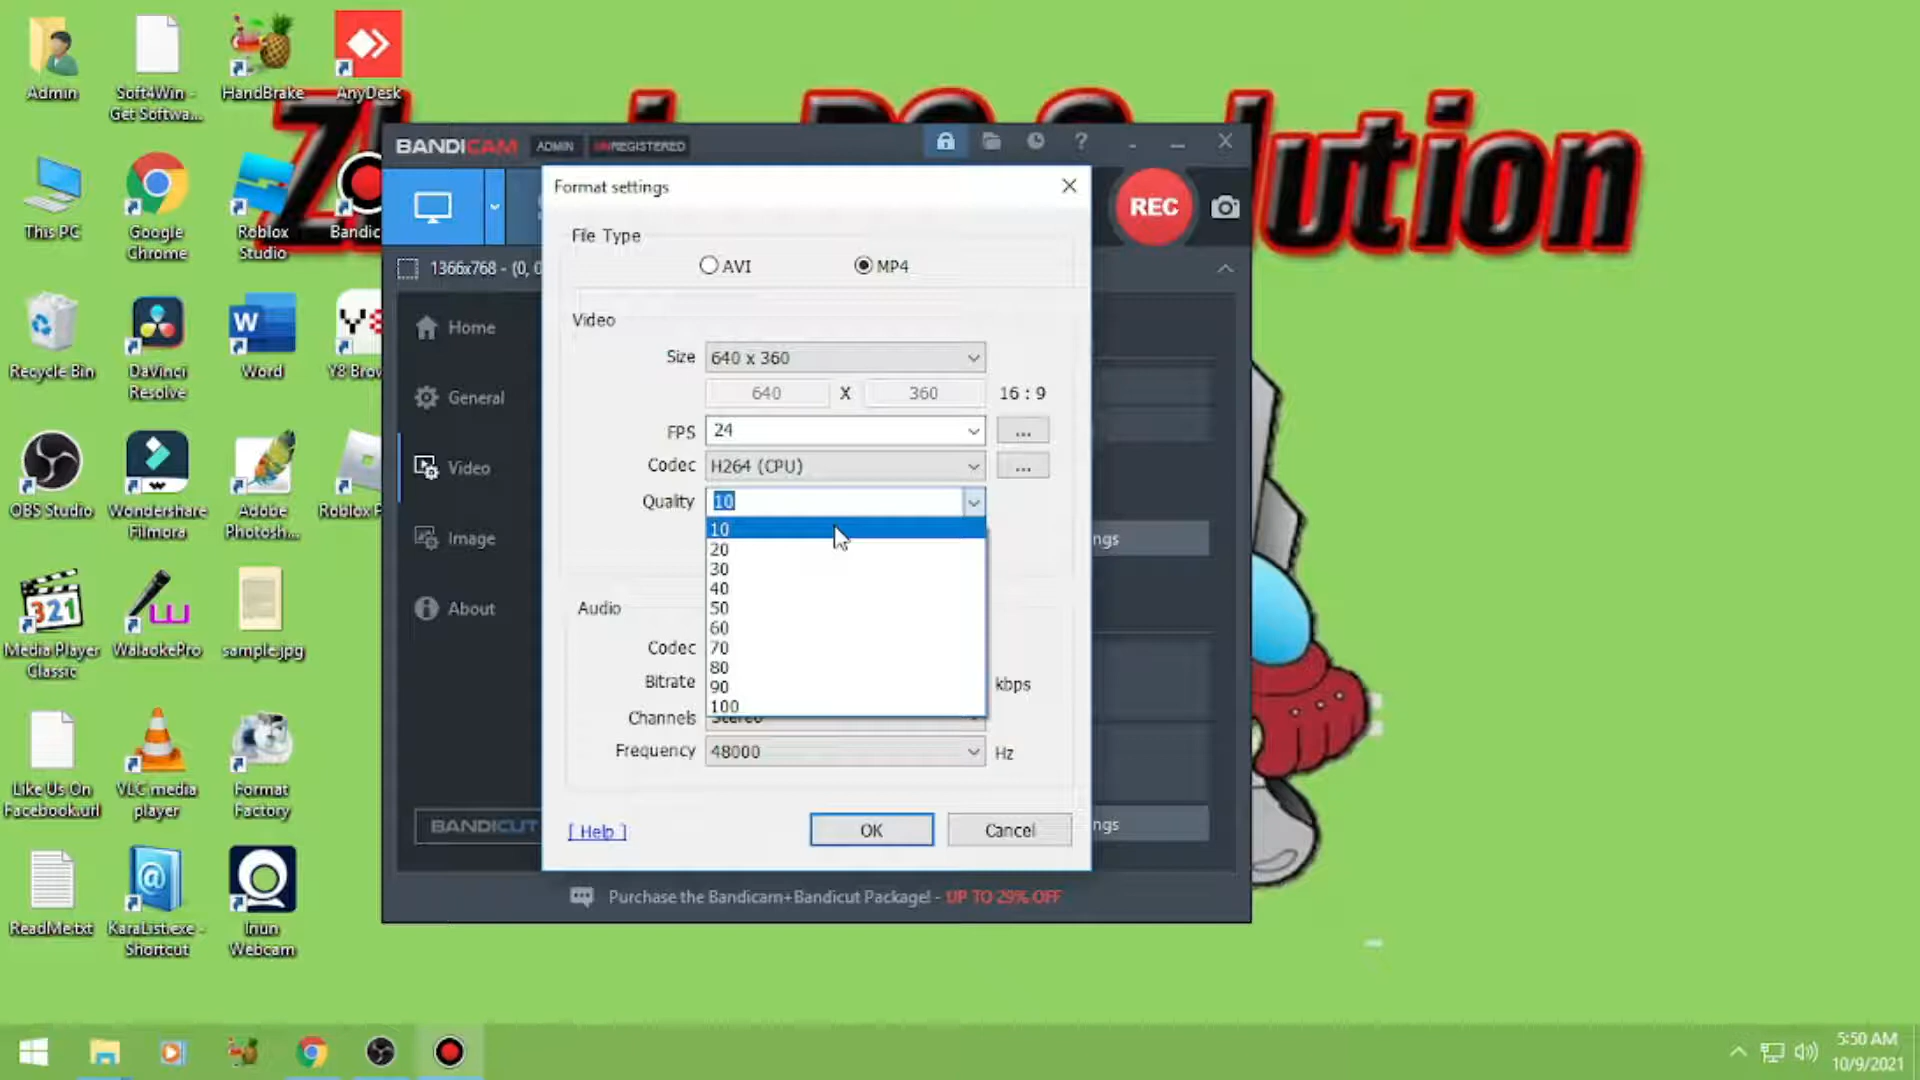 Admin
Soft4Win -
Get Softwa...
HandBrake
AnyDesk
This PC
Google
Chrome
Roblox
Studio
Bandic
Recycle Bin
DaVinci
Resolve
Word
Y8 Brow
OBS Studio
Wondershare
Filmora
Adobe
Photosh...
Roblox P
Media Player
Classic
WalaokePro
sample.jpg
Like Us On
Facebook.url
VLC media
player
Format
Factory
ReadMe.txt
KaraList.exe -
Shortcut
Inun
Webcam
BANDICAM
ADMIN
UNREGISTERED
REC
1366x768 - (0, 0
Home
General
Video
Image
About
BANDICUT
Format settings
File Type
AVI
MP4
Video
Size
640 x 360
640 X 360 16 : 9
FPS
24
...
Codec
H264 (CPU)
...
Quality
10
10
20
30
40
50
60
70
80
90
100
Audio
Codec
Bitrate
kbps
Channels
Stereo
Frequency
48000
Hz
[ Help ]
OK
Cancel
ngs
ngs
Purchase the Bandicam+Bandicut Package! - UP TO 29% OFF
5:50 AM
10/9/2021